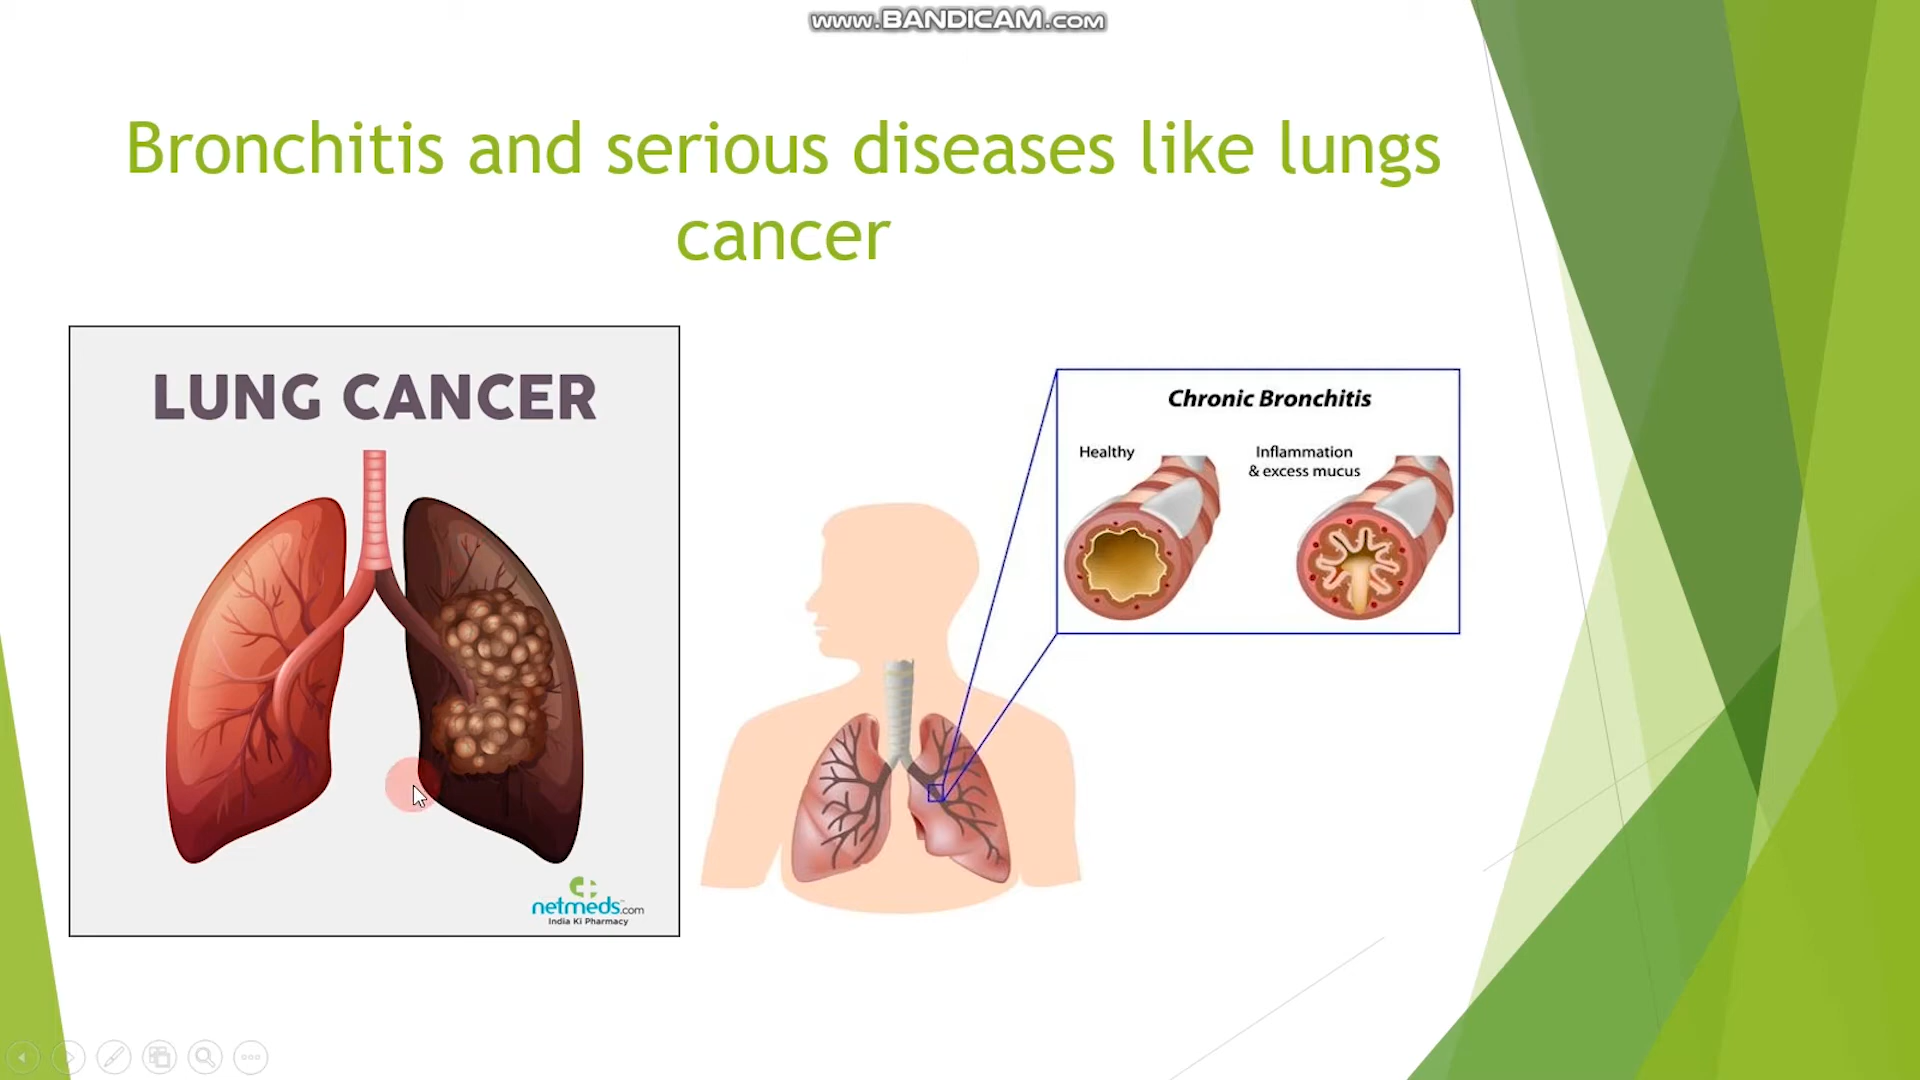 www.BANDICAM.com
Bronchitis and serious diseases like lungs
cancer
LUNG CANCER
netmeds.com
India Ki Pharmacy
Chronic Bronchitis
Healthy
Inflammation
& excess mucus